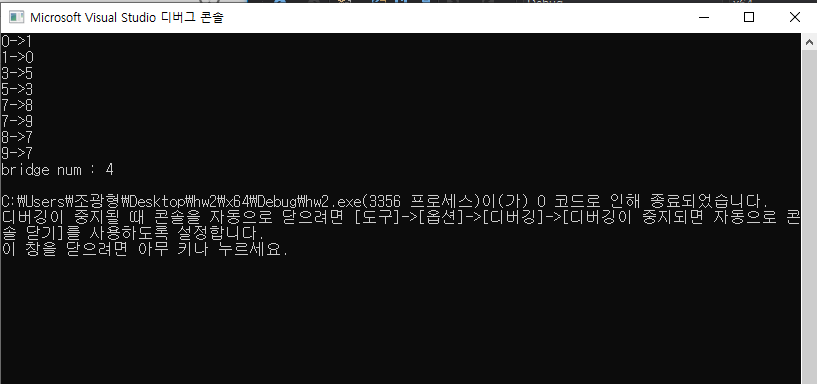 Microsoft Visual Studio 디버그 콘솔
0->1
1->0
3->5
5->3
7->8
7->9
8->7
9->7
bridge num : 4
C:₩Users₩조광형₩Desktop₩hw2₩x64₩Debug₩hw2.exe(3356 프로세스)이(가) 0 코드로 인해 종료되었습니다.
디버깅이 중지될 때 콘솔을 자동으로 닫으려면 [도구]->[옵션]->[디버깅]->[디버깅이 중지되면 자동으로 콘
솔 닫기]를 사용하도록 설정합니다.
이 창을 닫으려면 아무 키나 누르세요.